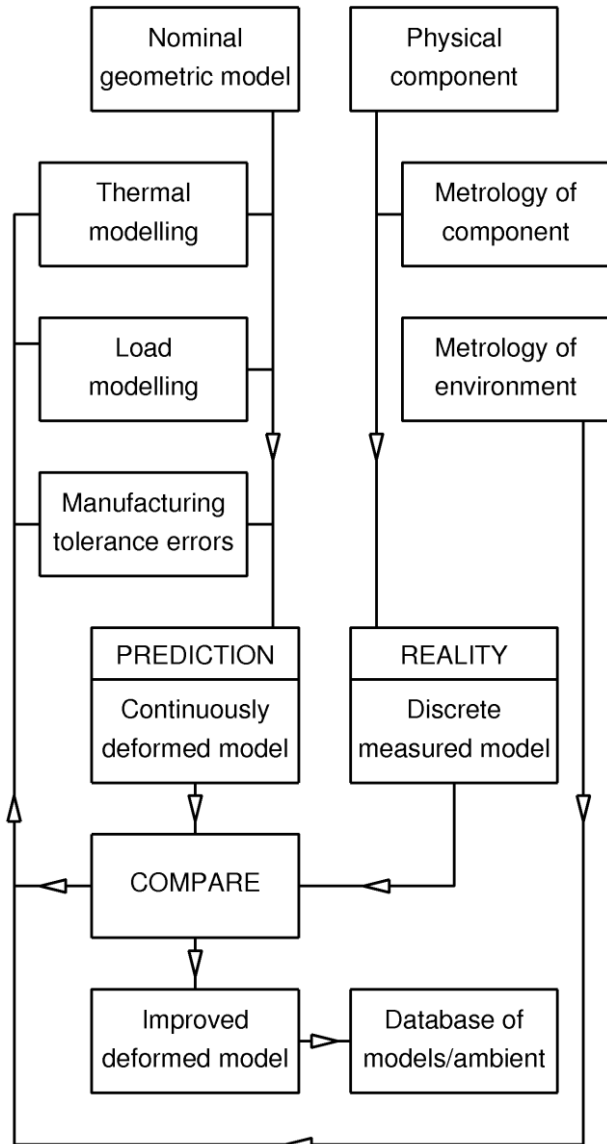 Nominal
geometric model
Physical
component
Thermal
modelling
Metrology of
component
Load
modelling
Metrology of
environment
Manufacturing
tolerance errors
PREDICTION
Continuously
deformed model
REALITY
Discrete
measured model
COMPARE
Improved
deformed model
Database of
models/ambient